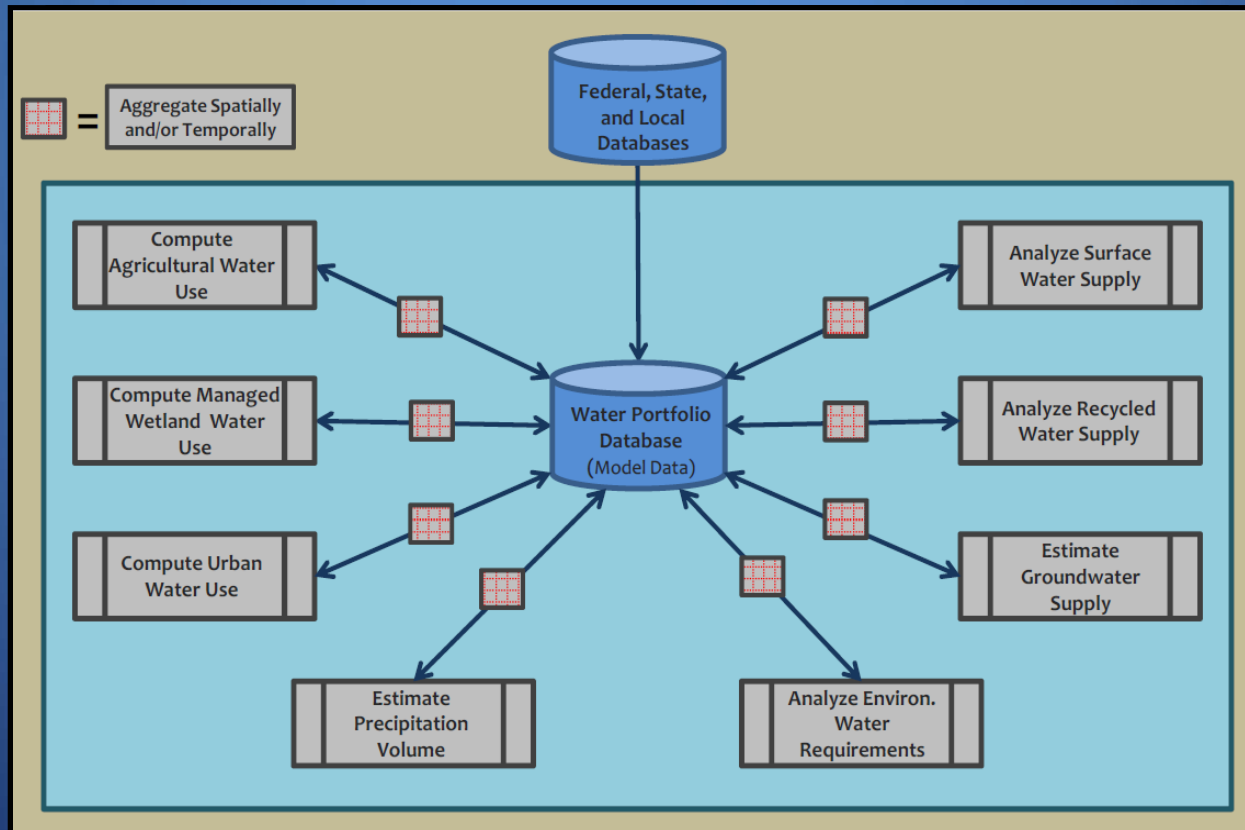 =
Aggregate Spatially
and/or Temporally
Federal, State,
and Local
Databases
Compute
Agricultural Water
Use
Compute Managed
Wetland Water
Use
Compute Urban
Water Use
Water Portfolio
Database
(Model Data)
Analyze Surface
Water Supply
Analyze Recycled
Water Supply
Estimate
Groundwater
Supply
Estimate
Precipitation
Volume
Analyze Environ.
Water
Requirements